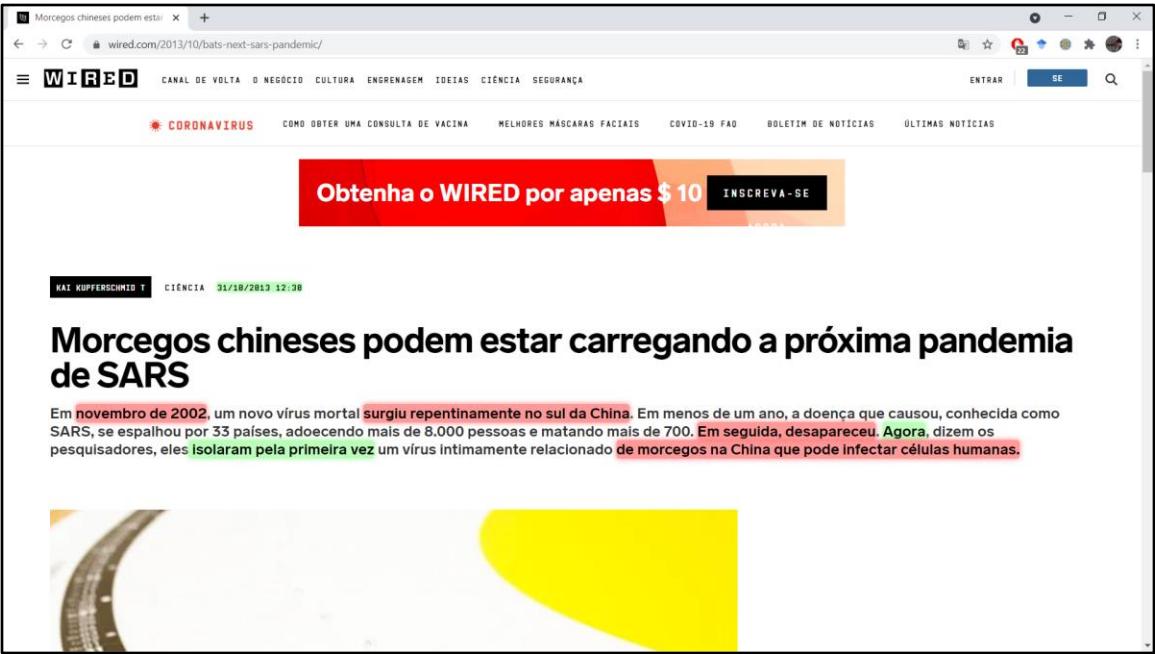 Morcegos chineses podem estar
wired.com/2013/10/bats-next-sars-pandemic/
22
WIRED CANAL DE VOLTA O NEGÓCIO CULTURA ENGRENAGEM IDEIAS CIÊNCIA SEGURANÇA ENTRAR SE
CORONAVIRUS COMO OBTER UMA CONSULTA DE VACINA MELHORES MÁSCARAS FACIAIS COVID-19 FAQ BOLETIM DE NOTÍCIAS ÚLTIMAS NOTÍCIAS
Obtenha o WIRED por apenas $ 10 INSCREVA-SE
KAI KUPFERSCHMID T CIÊNCIA 31/10/2013 12:30
Morcegos chineses podem estar carregando a próxima pandemia
de SARS
Em novembro de 2002, um novo vírus mortal surgiu repentinamente no sul da China. Em menos de um ano, a doença que causou, conhecida como
SARS, se espalhou por 33 países, adoecendo mais de 8.000 pessoas e matando mais de 700. Em seguida, desapareceu. Agora, dizem os
pesquisadores, eles isolaram pela primeira vez um vírus intimamente relacionado de morcegos na China que pode infectar células humanas.